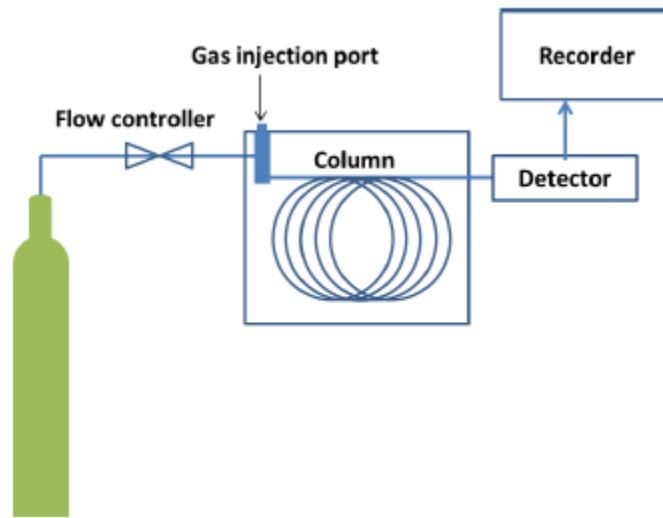 Gas injection port
Recorder
Flow controller
Column
Detector